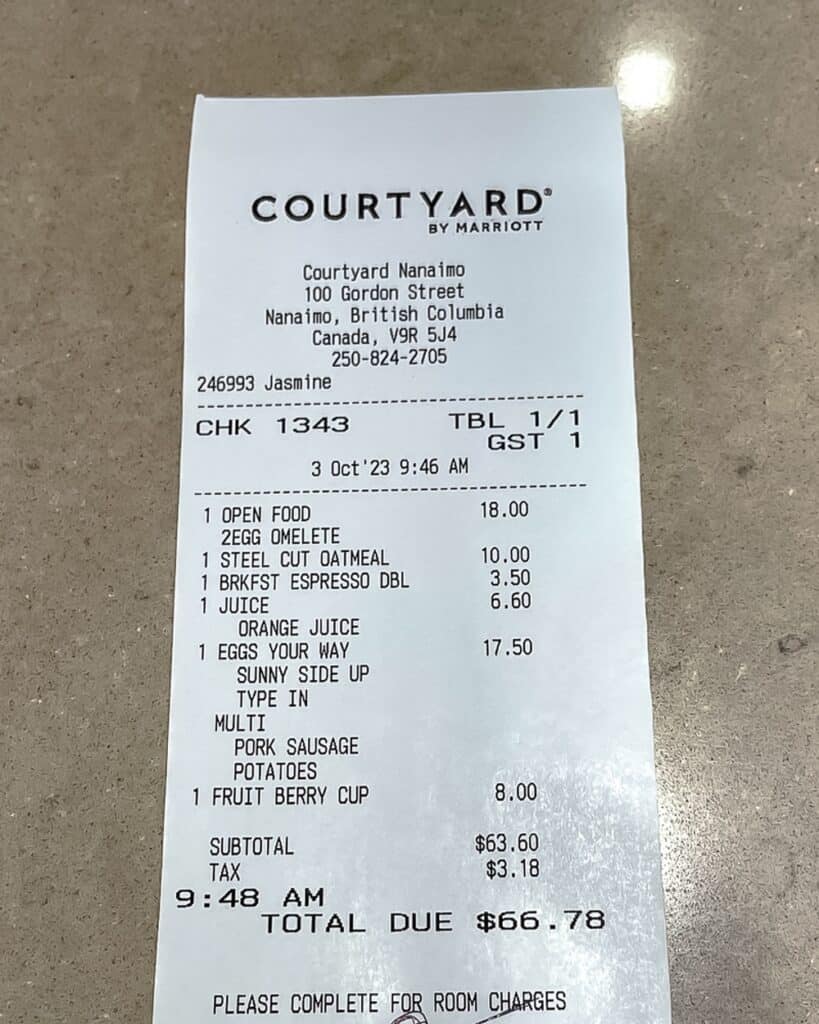 COURTYARD®
BY MARRIOTT
Courtyard Nanaimo
100 Gordon Street
Nanaimo, British Columbia
Canada, V9R 5J4
250-824-2705
246993 Jasmine
CHK 1343 TBL 1/1
GST 1
3 Oct'23 9:46 AM
1 OPEN FOOD 18.00
2EGG OMELETE
1 STEEL CUT OATMEAL 10.00
1 BRKFST ESPRESSO DBL 3.50
1 JUICE 6.60
ORANGE JUICE
1 EGGS YOUR WAY 17.50
SUNNY SIDE UP
TYPE IN
MULTI
PORK SAUSAGE
POTATOES
1 FRUIT BERRY CUP 8.00
SUBTOTAL $63.60
TAX $3.18
9:48 AM
TOTAL DUE $66.78
PLEASE COMPLETE FOR ROOM CHARGES